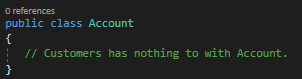 0 references
public class Account
{
// Customers has nothing to with Account.
}